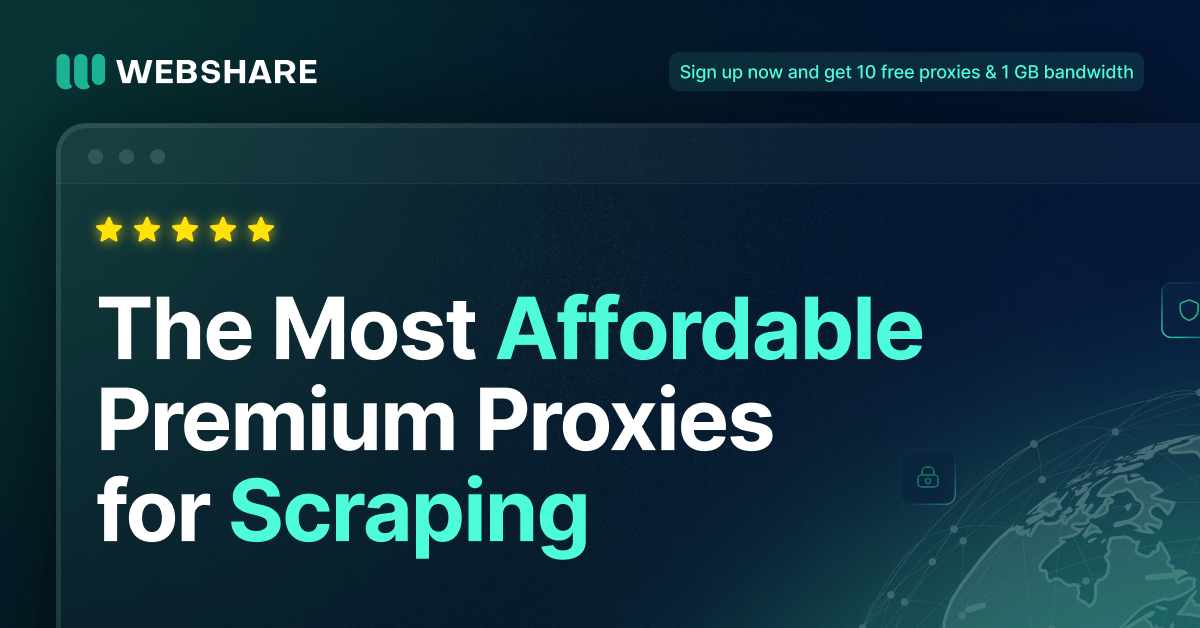 WEBSHARE
Sign up now and get 10 free proxies & 1 GB bandwidth
The Most Affordable
Premium Proxies
for Scraping